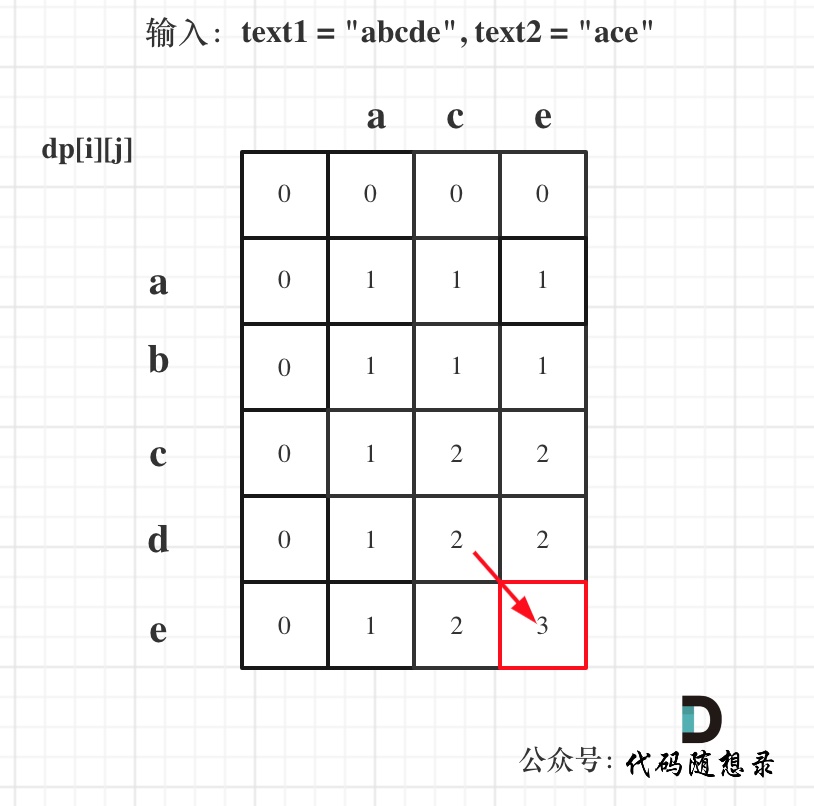 输入：text1 = "abcde", text2 = "ace"
a c e
dp[i][j]
0 0 0 0
a 0 1 1 1
b 0 1 1 1
c 0 1 2 2
d 0 1 2 2
e 0 1 2 3
公众号：代码随想录